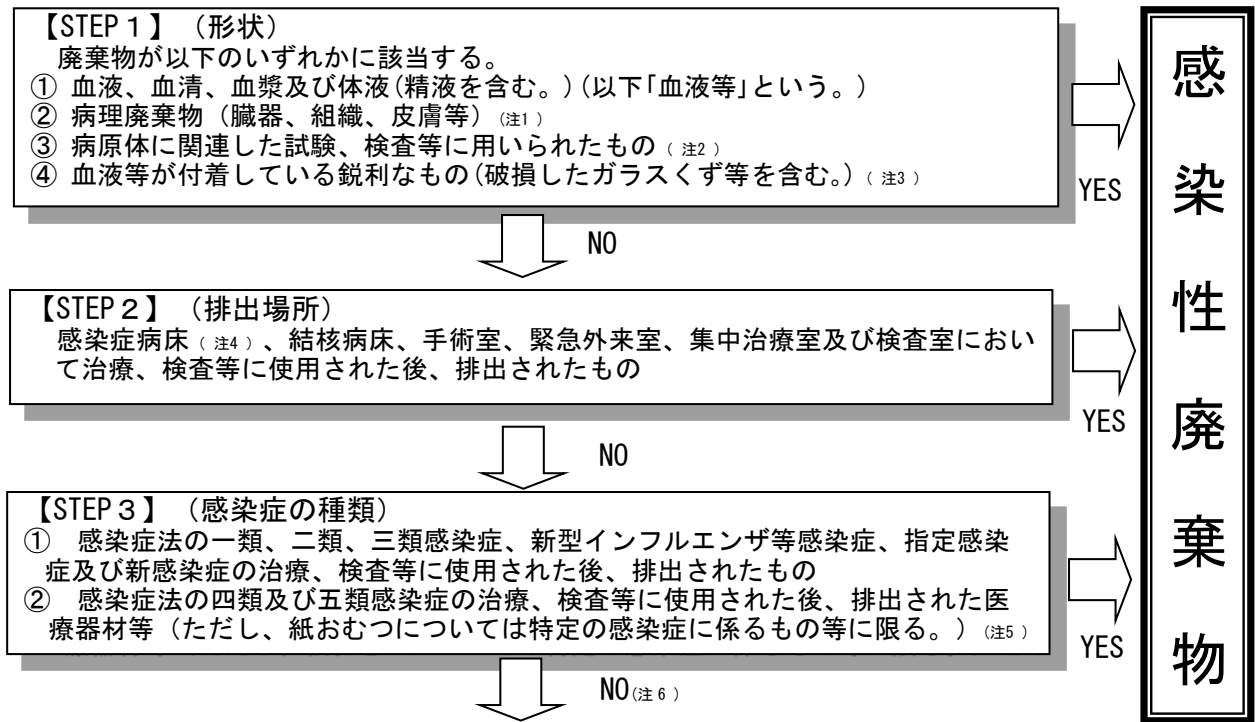 【STEP１】（形状）
廃棄物が以下のいずれかに該当する。
① 血液、血清、血漿及び体液(精液を含む。)(以下「血液等」という。)
② 病理廃棄物（臓器、組織、皮膚等）(注1 )
③ 病原体に関連した試験、検査等に用いられたもの( 注2 )
④ 血液等が付着している鋭利なもの(破損したガラスくず等を含む。)( 注3 )
YES
NO
【STEP２】（排出場所）
感染症病床( 注4 )、結核病床、手術室、緊急外来室、集中治療室及び検査室におい
て治療、検査等に使用された後、排出されたもの
YES
NO
【STEP３】（感染症の種類）
① 感染症法の一類、二類、三類感染症、新型インフルエンザ等感染症、指定感染
症及び新感染症の治療、検査等に使用された後、排出されたもの
② 感染症法の四類及び五類感染症の治療、検査等に使用された後、排出された医
療器材等（ただし、紙おむつについては特定の感染症に係るもの等に限る。）(注5 )
YES
NO(注６)
感染性廃棄物